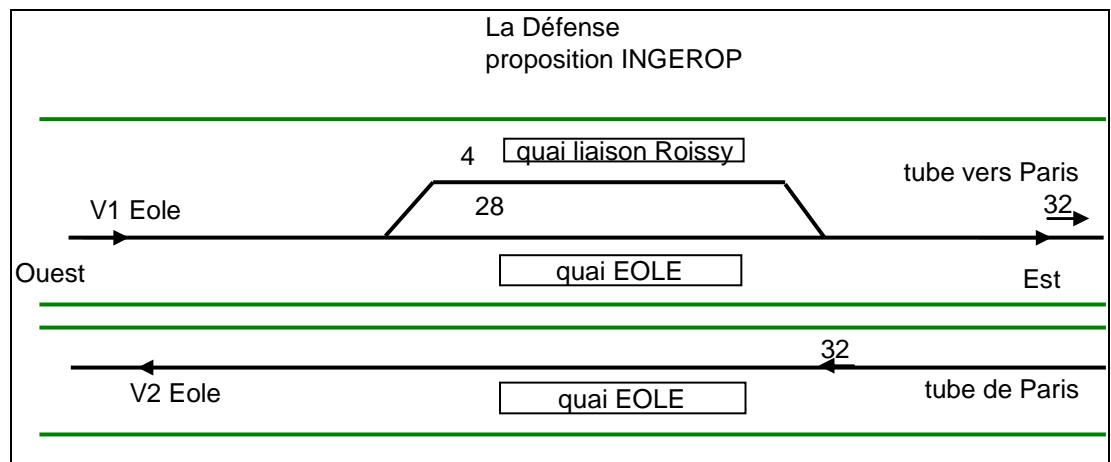 La Défense
proposition INGEROP
4
quai liaison Roissy
tube vers Paris
V1 Eole
28
32
Ouest
quai EOLE
Est
32
V2 Eole
quai EOLE
tube de Paris